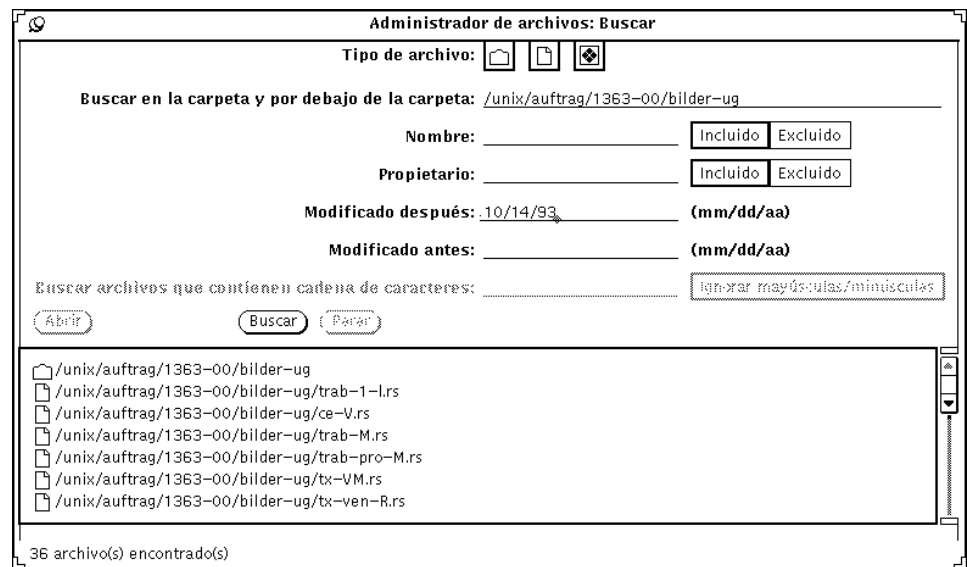 Administrador de archivos: Buscar
Tipo de archivo:
Buscar en la carpeta y por debajo de la carpeta: /unix/auftrag/1363-00/bilder-ug
Nombre: Incluido Excluido
Propietario: Incluido Excluido
Modificado después: 10/14/93 (mm/dd/aa)
Modificado antes: (mm/dd/aa)
Buscar archivos que contienen cadena de caracteres: Ignorar mayúsculas/minúsculas
Abrir Buscar Parar
/unix/auftrag/1363-00/bilder-ug
/unix/auftrag/1363-00/bilder-ug/trab-1-l.rs
/unix/auftrag/1363-00/bilder-ug/ce-V.rs
/unix/auftrag/1363-00/bilder-ug/trab-M.rs
/unix/auftrag/1363-00/bilder-ug/trab-pro-M.rs
/unix/auftrag/1363-00/bilder-ug/tx-VM.rs
/unix/auftrag/1363-00/bilder-ug/tx-ven-R.rs
36 archivo(s) encontrado(s)